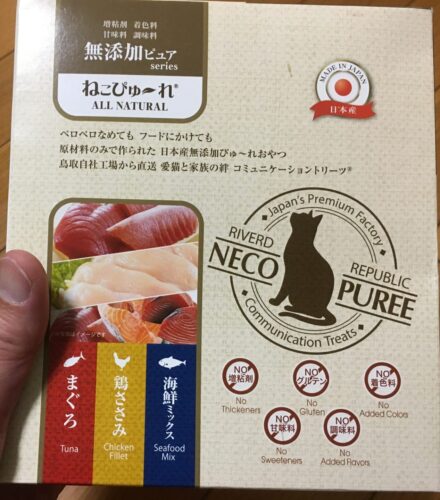 増粘剤 着色料
甘味料 調味料
無添加ピュア
series
ねこぴゅ〜れ®
ALL NATURAL
MADE IN JAPAN
日本産
ペロペロなめても フードにかけても
原材料のみで作られた 日本産無添加ぴゅ〜れおやつ
鳥取自社工場から直送 愛猫と家族の絆 コミュニケーショントリーツ®
Japan's Premium Factory
RIVERD REPUBLIC
NECO PUREE
Communication Treats
写真はイメージです
まぐろ
Tuna
鶏ささみ
Chicken
Fillet
海鮮ミックス
Seafood
Mix
NO
増粘剤
No
Thickeners
NO
グルテン
No
Gluten
NO
着色料
No
Added Colors
NO
甘味料
No
Sweeteners
NO
調味料
No
Added Flavors